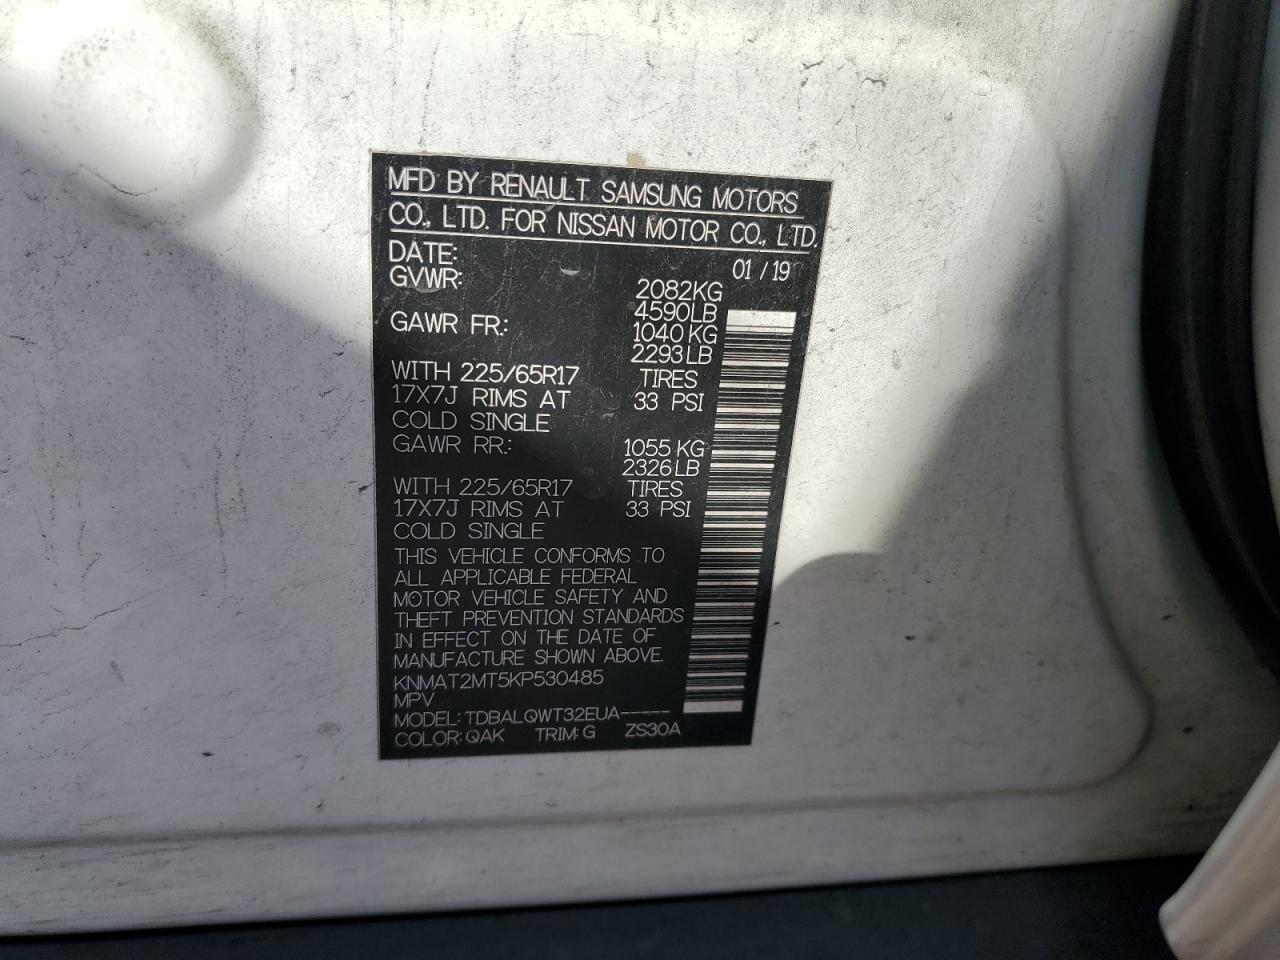 MFD BY RENAULT SAMSUNG MOTORS
CO., LTD. FOR NISSAN MOTOR CO., LTD.
DATE: 01 / 19
GVWR: 2082KG
4590LB
GAWR FR.: 1040KG
2293LB
WITH 225/65R17 TIRES
17X7J RIMS AT 33 PSI
COLD SINGLE
GAWR RR.: 1055KG
2326LB
WITH 225/65R17 TIRES
17X7J RIMS AT 33 PSI
COLD SINGLE
THIS VEHICLE CONFORMS TO
ALL APPLICABLE FEDERAL
MOTOR VEHICLE SAFETY AND
THEFT PREVENTION STANDARDS
IN EFFECT ON THE DATE OF
MANUFACTURE SHOWN ABOVE.
KNMAT2MT5KP530485
MPV
MODEL: TDBALQWT32EUA-----
COLOR: QAK TRIM: G ZS30A